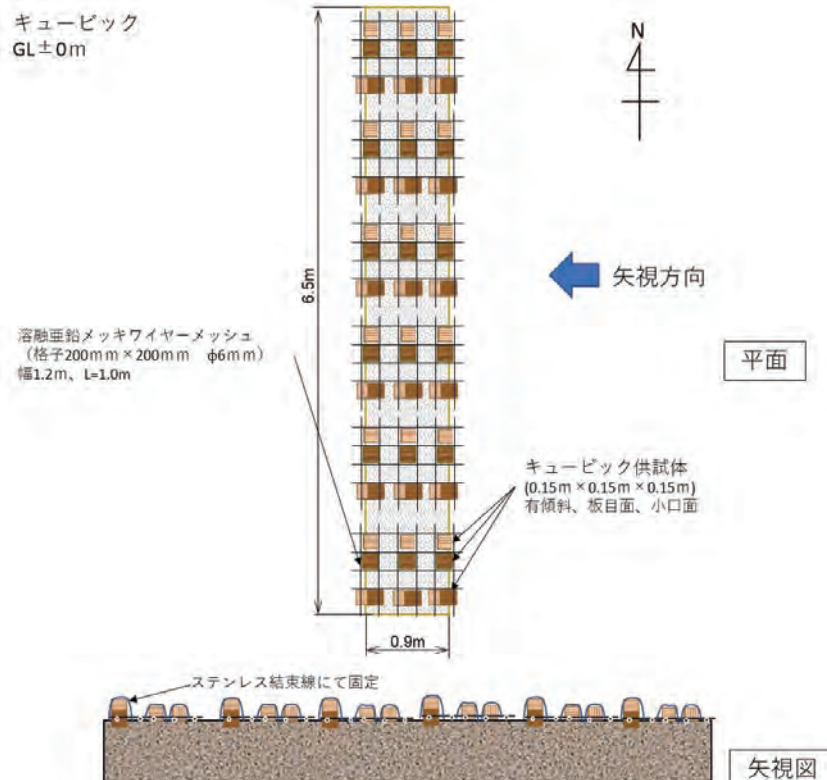 キュービック
GL±0m
N
6.5m
矢視方向
溶融亜鉛メッキワイヤーメッシュ
（格子200mm×200mm φ6mm）
幅1.2m、L=1.0m
平面
キュービック供試体
(0.15m×0.15m×0.15m)
有傾斜、板目面、小口面
0.9m
ステンレス結束線にて固定
矢視図